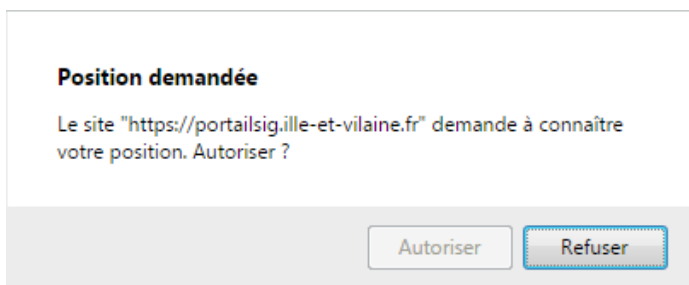 Position demandée
Le site "https://portailsig.ille-et-vilaine.fr" demande à connaître
votre position. Autoriser ?
Autoriser
Refuser